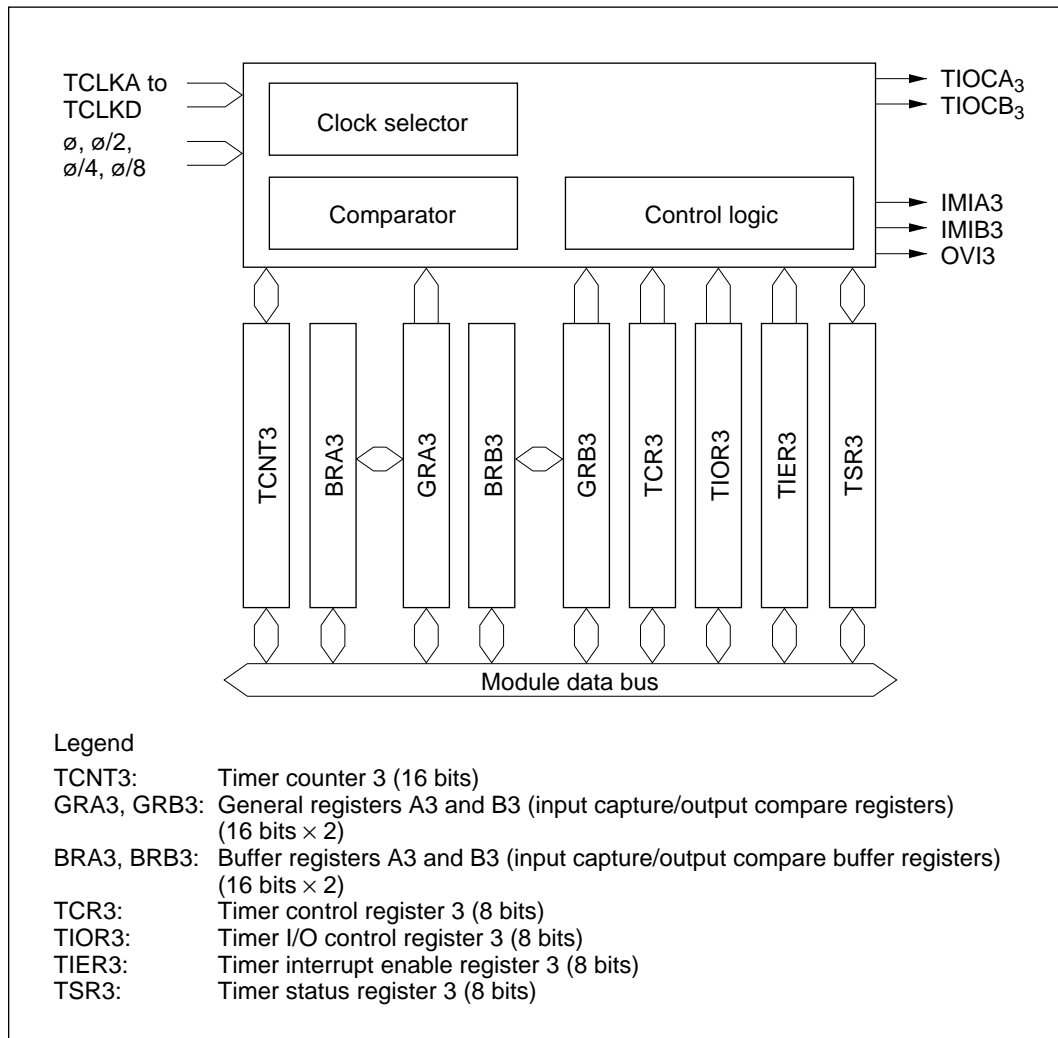 TCLKA to
TCLKD
ø, ø/2,
ø/4, ø/8
Clock selector
Comparator
Control logic
TIOCA3
TIOCB3
IMIA3
IMIB3
OVI3
TCNT3
BRA3
GRA3
BRB3
GRB3
TCR3
TIOR3
TIER3
TSR3
Module data bus
Legend
TCNT3: Timer counter 3 (16 bits)
GRA3, GRB3: General registers A3 and B3 (input capture/output compare registers)
(16 bits × 2)
BRA3, BRB3: Buffer registers A3 and B3 (input capture/output compare buffer registers)
(16 bits × 2)
TCR3: Timer control register 3 (8 bits)
TIOR3: Timer I/O control register 3 (8 bits)
TIER3: Timer interrupt enable register 3 (8 bits)
TSR3: Timer status register 3 (8 bits)